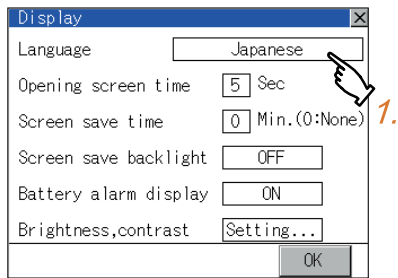 Display
Language Japanese
Opening screen time 5 Sec
Screen save time 0 Min.(0:None)
1.
Screen save backlight OFF
Battery alarm display ON
Brightness,contrast Setting...
OK